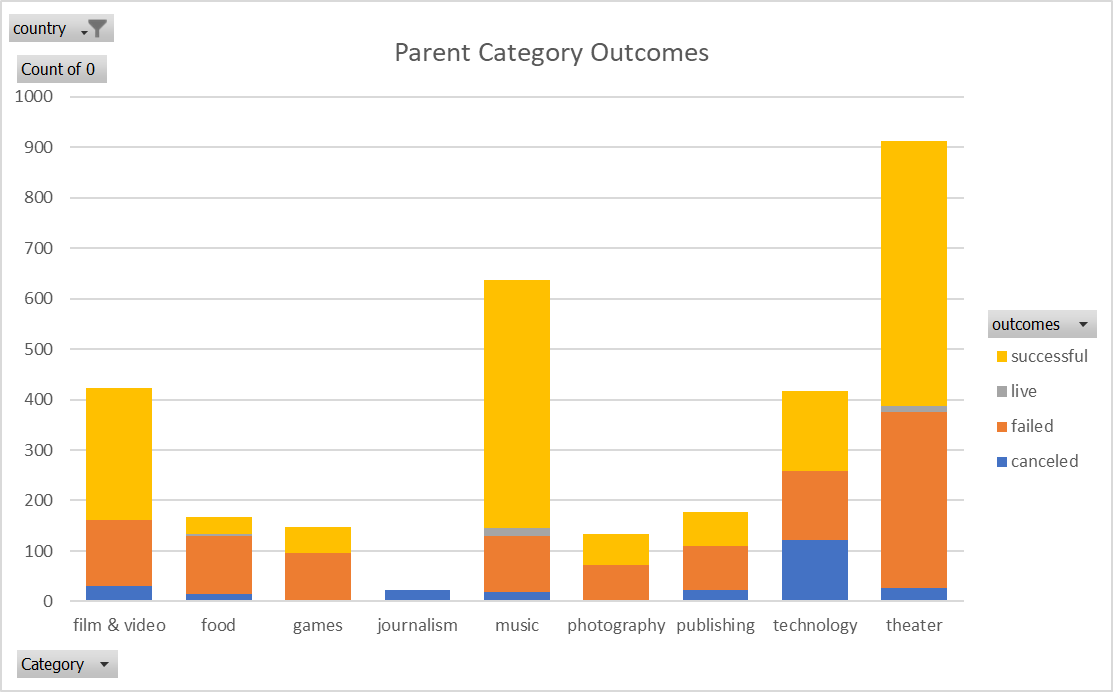 country
Count of 0
Parent Category Outcomes
1000
900
800
700
600
500
400
300
200
100
0
film & video
food
games
journalism
music
photography
publishing
technology
theater
outcomes
successful
live
failed
canceled
Category